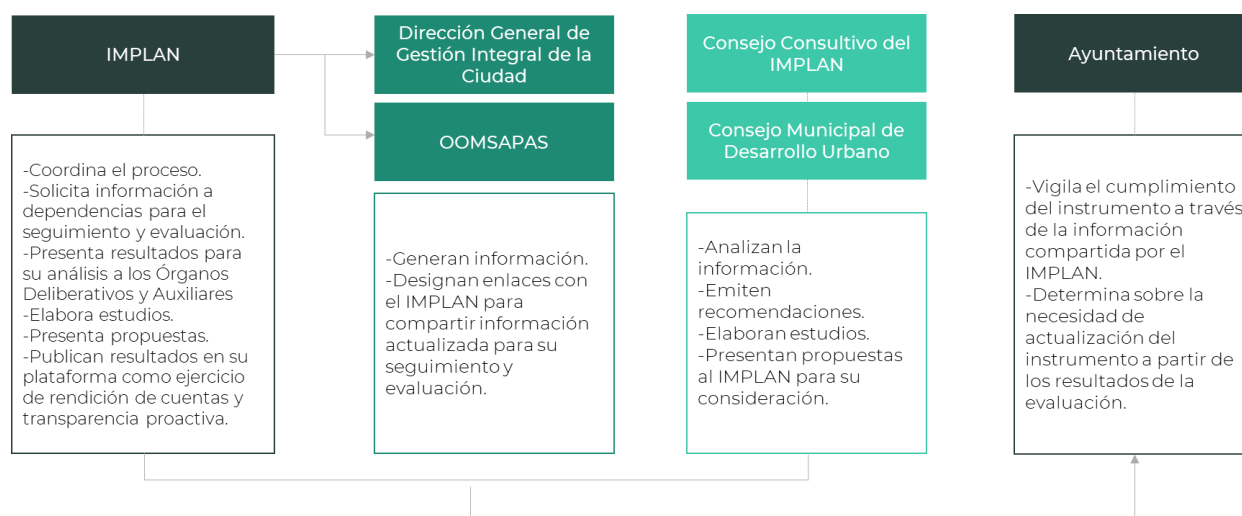 IMPLAN
-Coordina el proceso.
-Solicita información a
dependencias para el
seguimiento y evaluación.
-Presenta resultados para
su análisis a los Órganos
Deliberativos y Auxiliares
-Elabora estudios.
-Presenta propuestas.
-Publican resultados en su
plataforma como ejercicio
de rendición de cuentas y
transparencia proactiva.
Dirección General de
Gestión Integral de la
Ciudad
OOMSAPAS
-Generan información.
-Designan enlaces con
el IMPLAN para
compartir información
actualizada para su
seguimiento y
evaluación.
Consejo Consultivo del
IMPLAN
Consejo Municipal de
Desarrollo Urbano
-Analizan la
información.
-Emiten
recomendaciones.
-Elaboran estudios.
-Presentan propuestas
al IMPLAN para su
consideración.
Ayuntamiento
-Vigila el cumplimiento
del instrumento a través
de la información
compartida por el
IMPLAN.
-Determina sobre la
necesidad de
actualización del
instrumento a partir de
los resultados de la
evaluación.